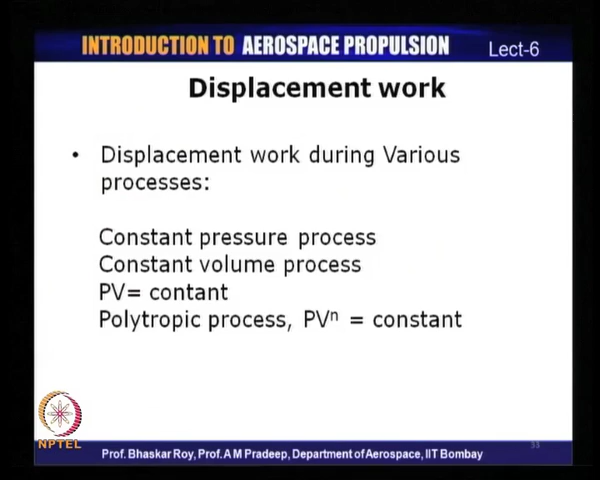 INTRODUCTION TO AEROSPACE PROPULSION
Lect-6
Displacement work
• Displacement work during Various
processes:
Constant pressure process
Constant volume process
PV= contant
Polytropic process, PVⁿ = constant
NPTEL
33
Prof. Bhaskar Roy, Prof. A M Pradeep, Department of Aerospace, IIT Bombay